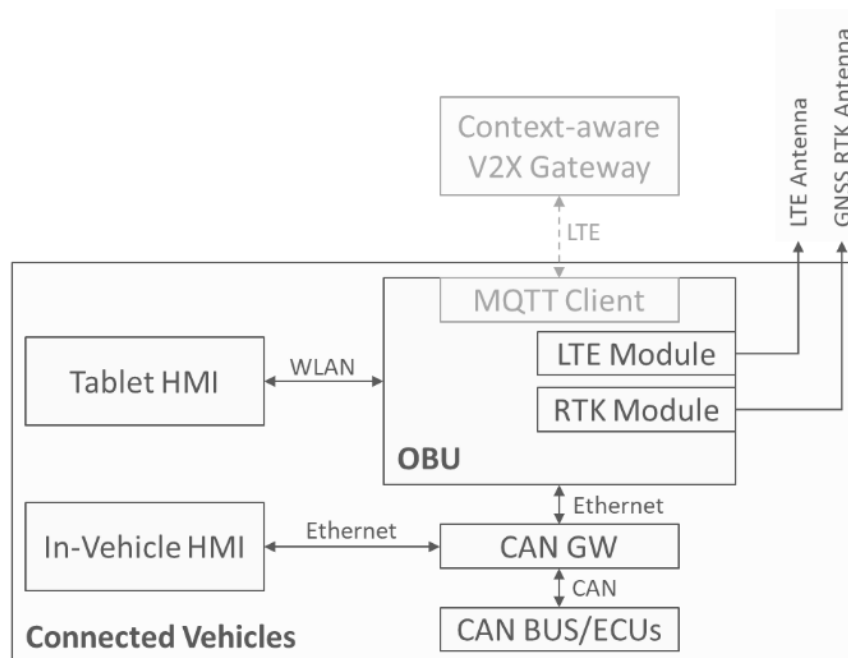 LTE Antenna
GNSS RTK Antenna
Context-aware
V2X Gateway
LTE
MQTT Client
LTE Module
Tablet HMI
WLAN
RTK Module
OBU
Ethernet
In-Vehicle HMI
Ethernet
CAN GW
CAN
CAN BUS/ECUs
Connected Vehicles